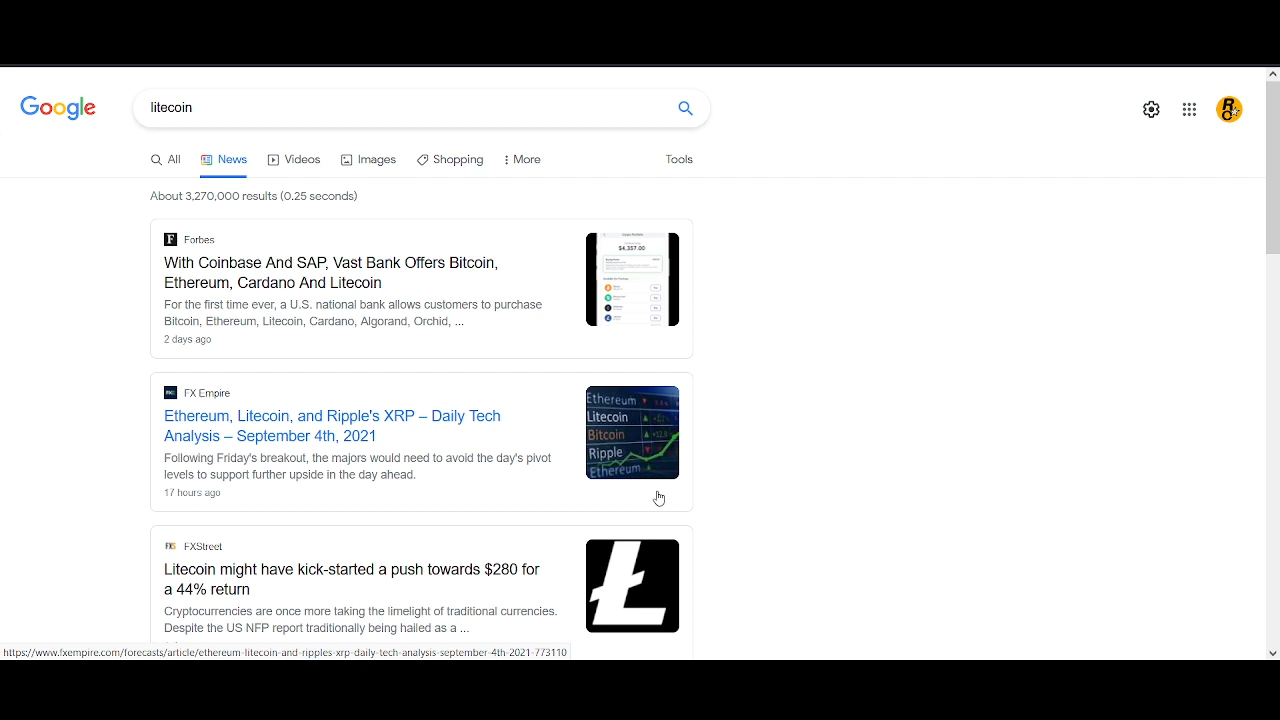 Google
litecoin
All
News
Videos
Images
Shopping
More
Tools
About 3,270,000 results (0.25 seconds)
Forbes
With Coinbase And SAP, Vast Bank Offers Bitcoin,
Ethereum, Cardano And Litecoin
For the first time ever, a U.S. national bank allows customers to purchase
Bitcoin, Ethereum, Litecoin, Cardano, Algorand, Orchid, ...
2 days ago
$4,357.00
FX Empire
Ethereum, Litecoin, and Ripple's XRP – Daily Tech
Analysis – September 4th, 2021
Following Friday's breakout, the majors would need to avoid the day's pivot
levels to support further upside in the day ahead.
17 hours ago
Ethereum
Litecoin
Bitcoin
Ripple
Ethereum
FXStreet
Litecoin might have kick-started a push towards $280 for
a 44% return
Cryptocurrencies are once more taking the limelight of traditional currencies.
Despite the US NFP report traditionally being hailed as a ...
https://www.fxempire.com/forecasts/article/ethereum-litecoin-and-ripples-xrp-daily-tech-analysis-september-4th-2021-773110